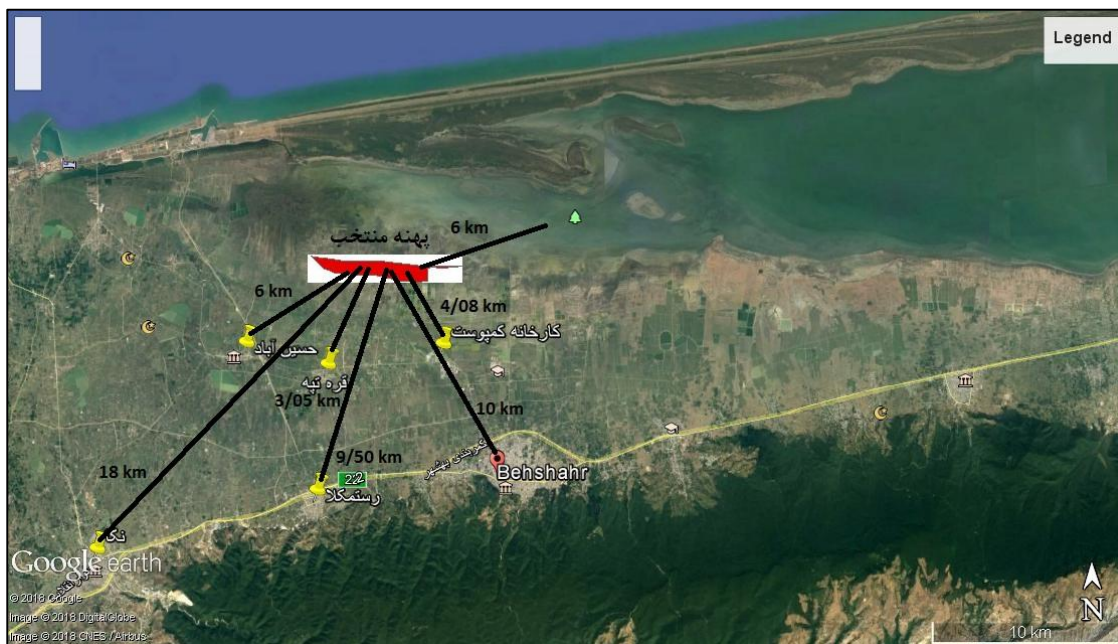 Legend
6 km
پهنه منتخب
6 km
4/08 km
کارخانه کمپوست
حسین آباد
قره تپه
3/05 km
10 km
9/50 km
کمربندی بهشهر
Behshahr
22
رستمکلا
18 km
نکا
Google earth
© 2018 Google
Image © 2018 DigitalGlobe
Image © 2018 CNES / Airbus
N
10 km